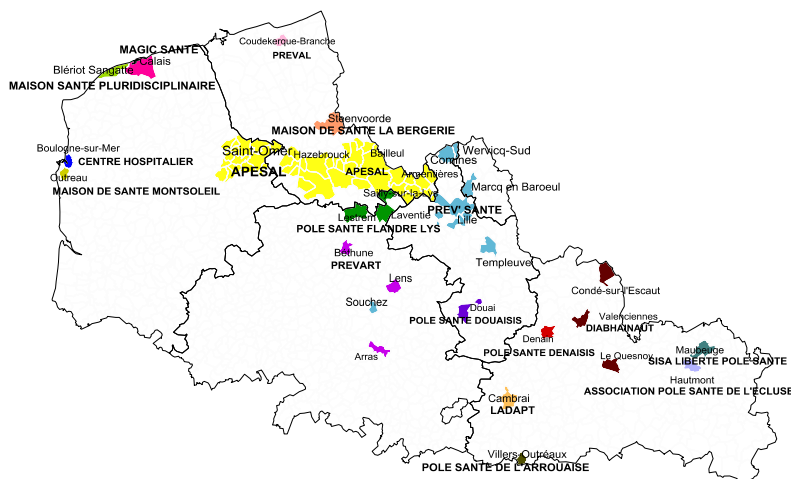 Coudekerque-Branche
PREVAL
MAGIC SANTE
Calais
Blériot Sangatte
MAISON SANTE PLURIDISCIPLINAIRE
Steenvoorde
MAISON DE SANTE LA BERGERIE
Boulogne-sur-Mer
CENTRE HOSPITALIER
Outreau
MAISON DE SANTE MONTSOLEIL
Saint-Omer
APESAL
Hazebrouck
Bailleul
APESAL
Armentières
Wervicq-Sud
Comines
Marcq en Baroeul
PREV' SANTE
Lille
Sailly-sur-la-Lys
Lestrem
Laventie
POLE SANTE FLANDRE LYS
Béthune
PREVART
Templeuve
Lens
Souchez
Arras
Douai
POLE SANTE DOUAISIS
Condé-sur-l'Escaut
Valenciennes
DIABHAINAUT
Denain
POLE SANTE DENAISIS
Le Quesnoy
Maubeuge
SISA LIBERTE POLE SANTE
Hautmont
ASSOCIATION POLE SANTE DE L'ECLUSE
Cambrai
LADAPT
Villers-Outréaux
POLE SANTE DE L'ARROUAISE